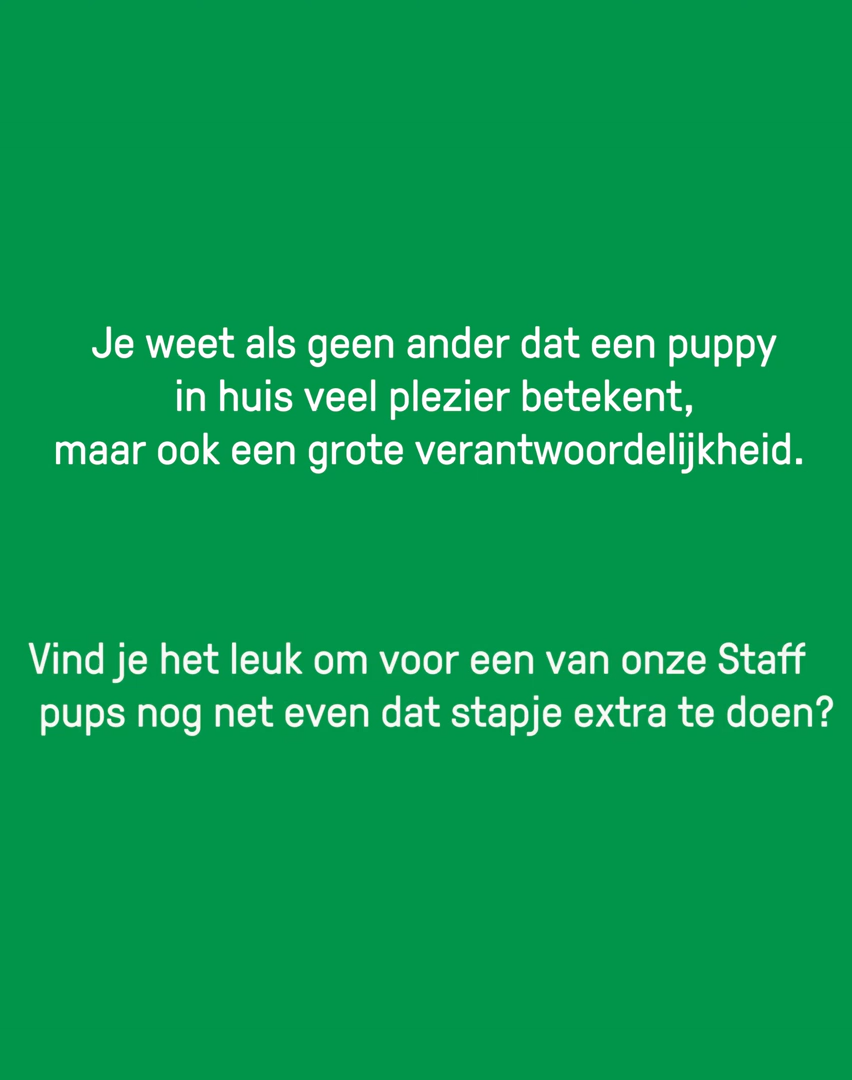 Je weet als geen ander dat een puppy
in huis veel plezier betekent,
maar ook een grote verantwoordelijkheid.
Vind je het leuk om voor een van onze Staff
pups nog net even dat stapje extra te doen?